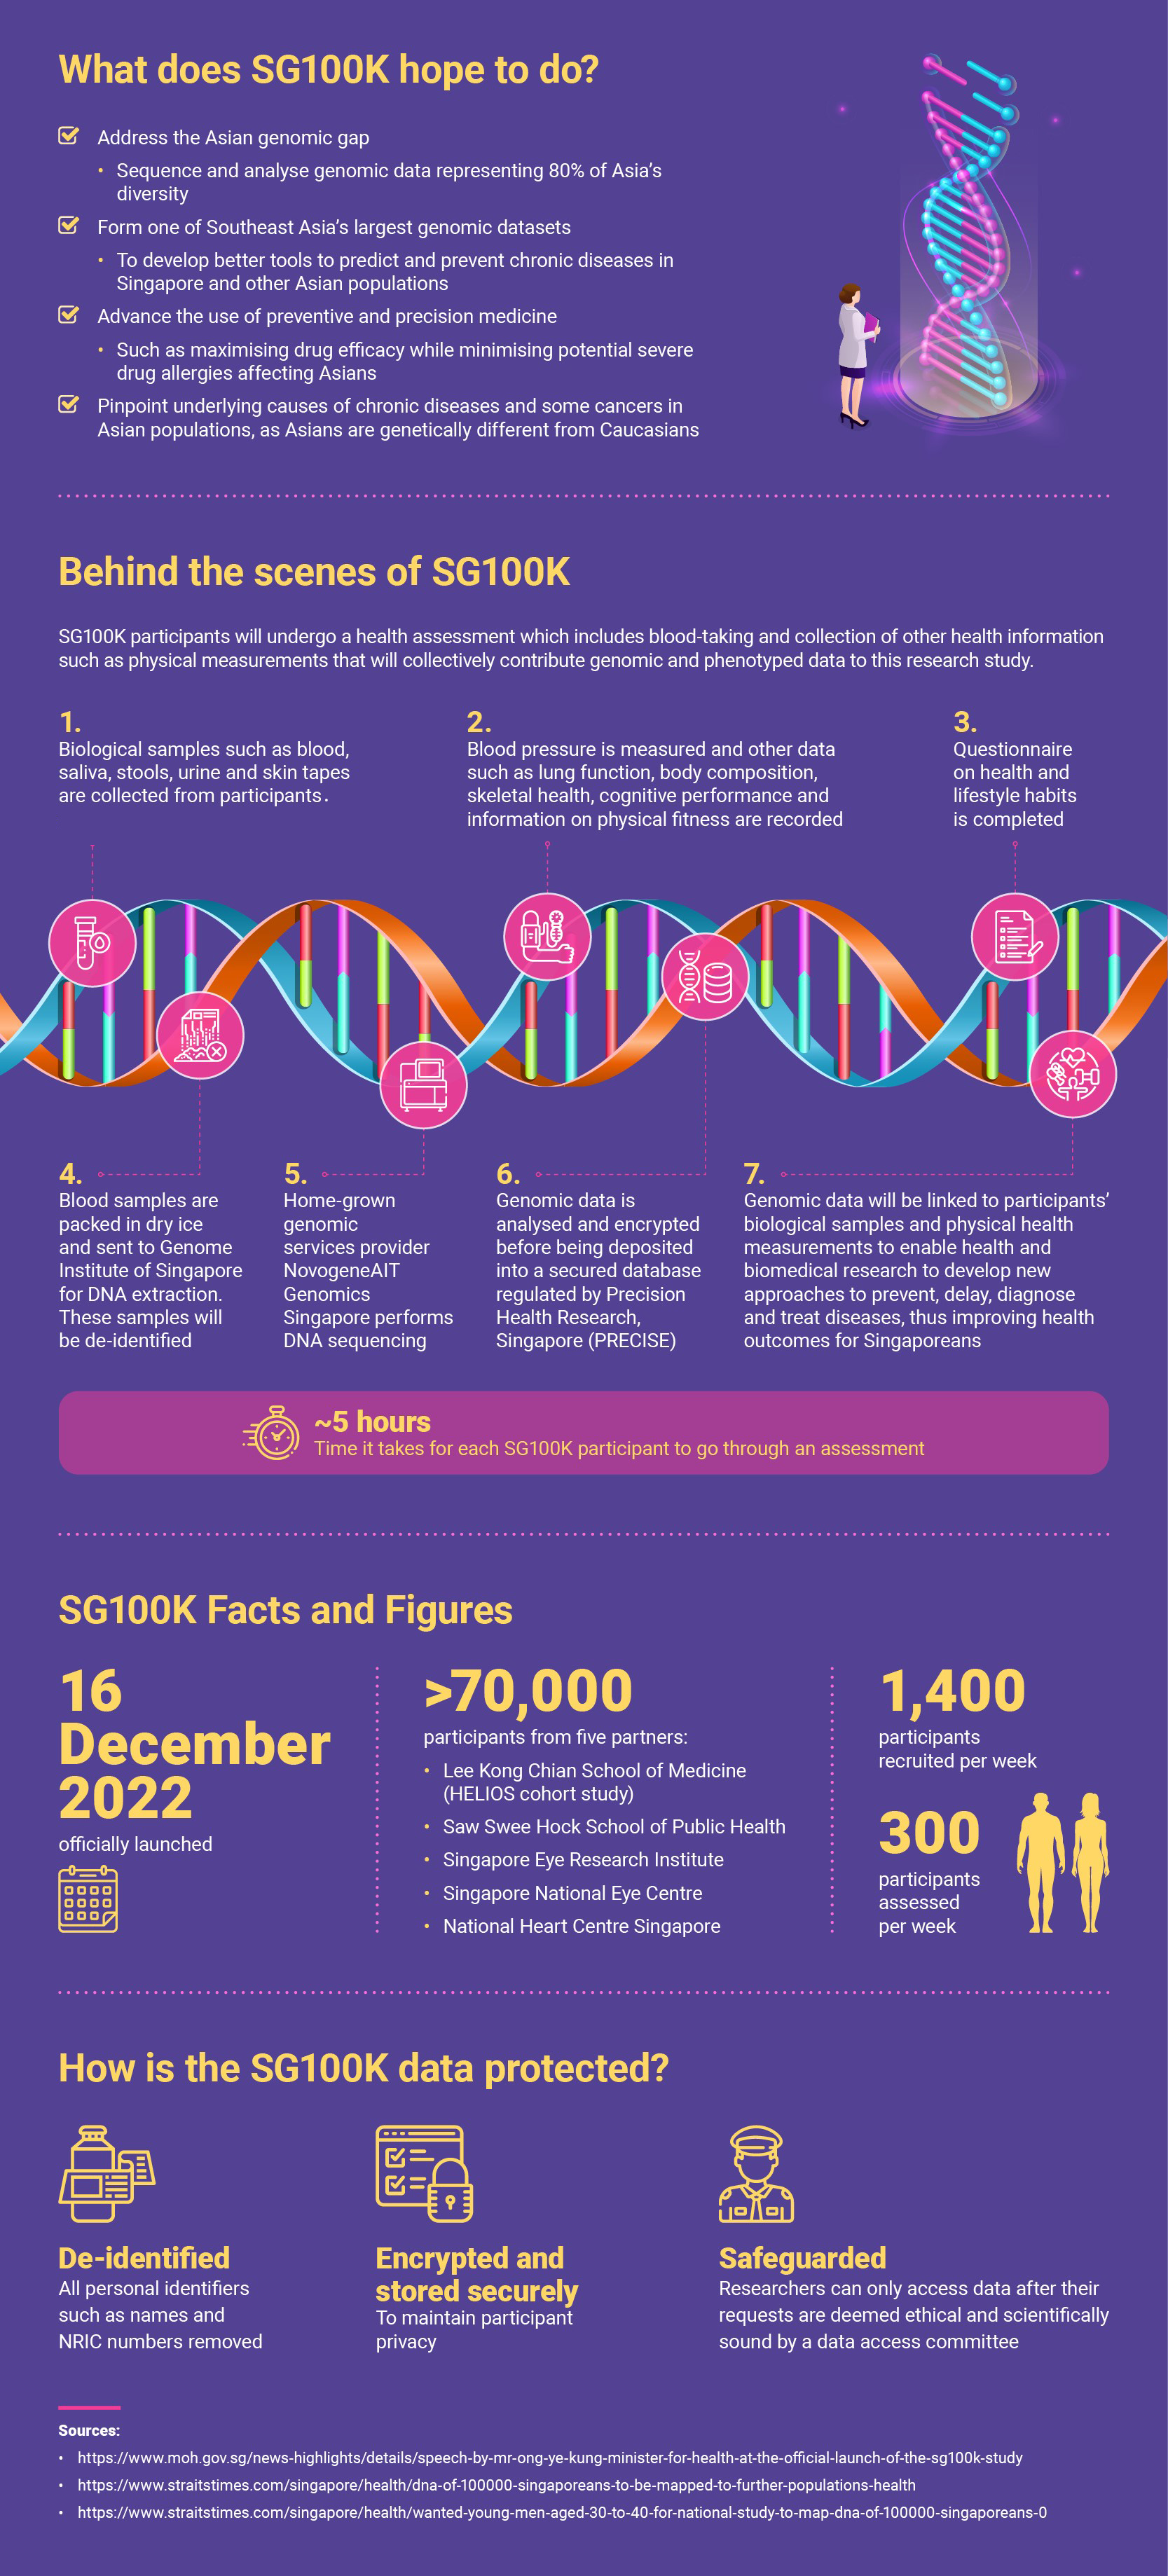 What does SG100K hope to do?
Address the Asian genomic gap
• Sequence and analyse genomic data representing 80% of Asia's
diversity
Form one of Southeast Asia's largest genomic datasets
• To develop better tools to predict and prevent chronic diseases in
Singapore and other Asian populations
Advance the use of preventive and precision medicine
• Such as maximising drug efficacy while minimising potential severe
drug allergies affecting Asians
Pinpoint underlying causes of chronic diseases and some cancers in
Asian populations, as Asians are genetically different from Caucasians
Behind the scenes of SG100K
SG100K participants will undergo a health assessment which includes blood-taking and collection of other health information
such as physical measurements that will collectively contribute genomic and phenotyped data to this research study.
1.
Biological samples such as blood,
saliva, stools, urine and skin tapes
are collected from participants.
2.
Blood pressure is measured and other data
such as lung function, body composition,
skeletal health, cognitive performance and
information on physical fitness are recorded
3.
Questionnaire
on health and
lifestyle habits
is completed
4.
Blood samples are
packed in dry ice
and sent to Genome
Institute of Singapore
for DNA extraction.
These samples will
be de-identified
5.
Home-grown
genomic
services provider
NovogeneAIT
Genomics
Singapore performs
DNA sequencing
6.
Genomic data is
analysed and encrypted
before being deposited
into a secured database
regulated by Precision
Health Research,
Singapore (PRECISE)
7.
Genomic data will be linked to participants'
biological samples and physical health
measurements to enable health and
biomedical research to develop new
approaches to prevent, delay, diagnose
and treat diseases, thus improving health
outcomes for Singaporeans
~5 hours
Time it takes for each SG100K participant to go through an assessment
SG100K Facts and Figures
16
December
2022
officially launched
>70,000
participants from five partners:
• Lee Kong Chian School of Medicine
(HELIOS cohort study)
• Saw Swee Hock School of Public Health
• Singapore Eye Research Institute
• Singapore National Eye Centre
• National Heart Centre Singapore
1,400
participants
recruited per week
300
participants
assessed
per week
How is the SG100K data protected?
De-identified
All personal identifiers
such as names and
NRIC numbers removed
Encrypted and
stored securely
To maintain participant
privacy
Safeguarded
Researchers can only access data after their
requests are deemed ethical and scientifically
sound by a data access committee
Sources:
• https://www.moh.gov.sg/news-highlights/details/speech-by-mr-ong-ye-kung-minister-for-health-at-the-official-launch-of-the-sg100k-study
• https://www.straitstimes.com/singapore/health/dna-of-100000-singaporeans-to-be-mapped-to-further-populations-health
• https://www.straitstimes.com/singapore/health/wanted-young-men-aged-30-to-40-for-national-study-to-map-dna-of-100000-singaporeans-0